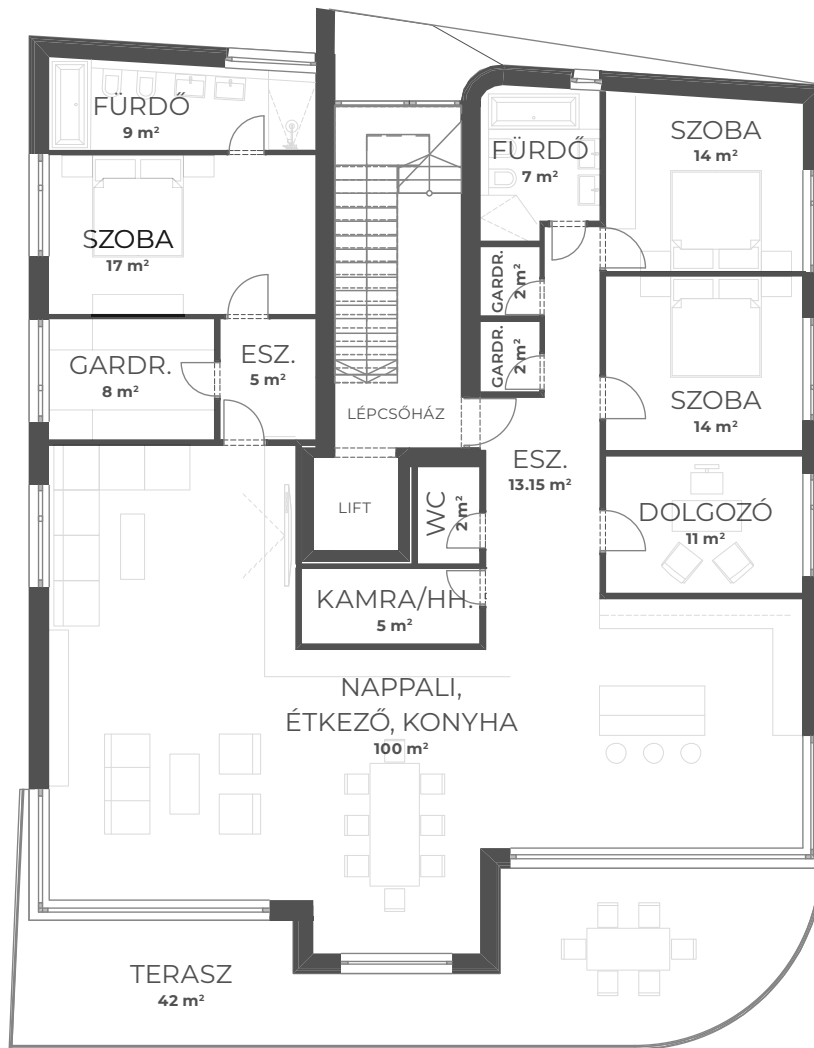 FÜRDŐ
9 m²
SZOBA
17 m²
GARDR.
8 m²
ESZ.
5 m²
LÉPCSŐHÁZ
LIFT
FÜRDŐ
7 m²
SZOBA
14 m²
GARDR.
2 m²
GARDR.
2 m²
SZOBA
14 m²
ESZ.
13.15 m²
DOLGOZÓ
11 m²
WC
2 m²
KAMRA/HH.
5 m²
NAPPALI,
ÉTKEZŐ, KONYHA
100 m²
TERASZ
42 m²